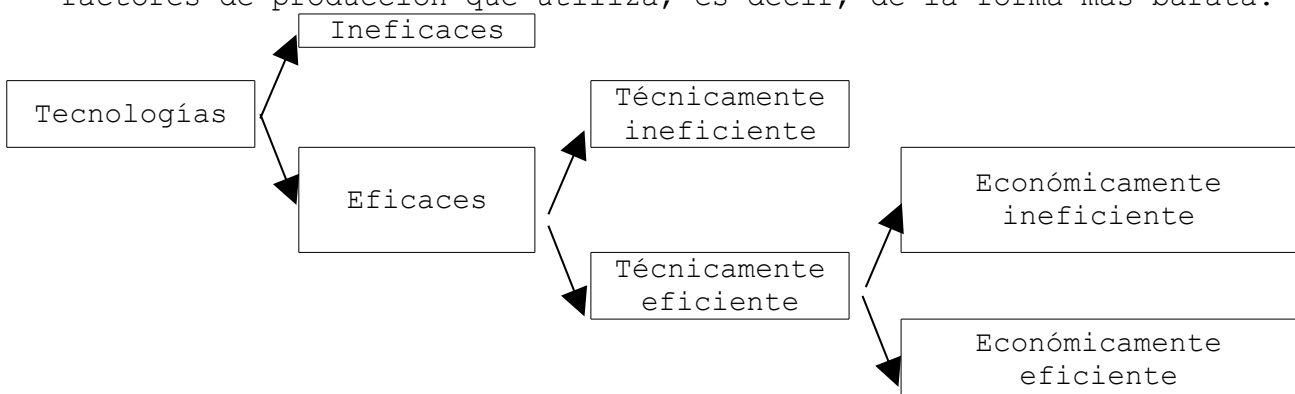 factores de producción que utiliza, es decir, de la forma más barata.
Ineficaces
Tecnologías
Técnicamente
ineficiente
Eficaces
Económicamente
ineficiente
Técnicamente
eficiente
Económicamente
eficiente